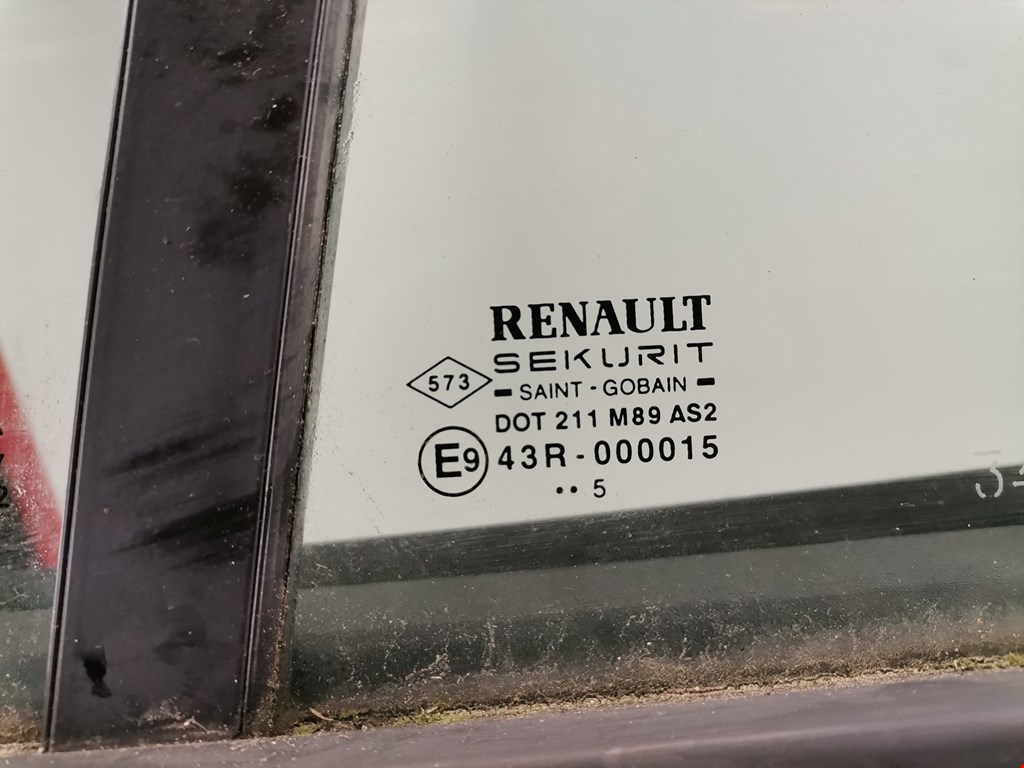 RENAULT
SEKURIT
573
SAINT-GOBAIN
DOT 211 M89 AS2
E9 43R-000015
•• 5